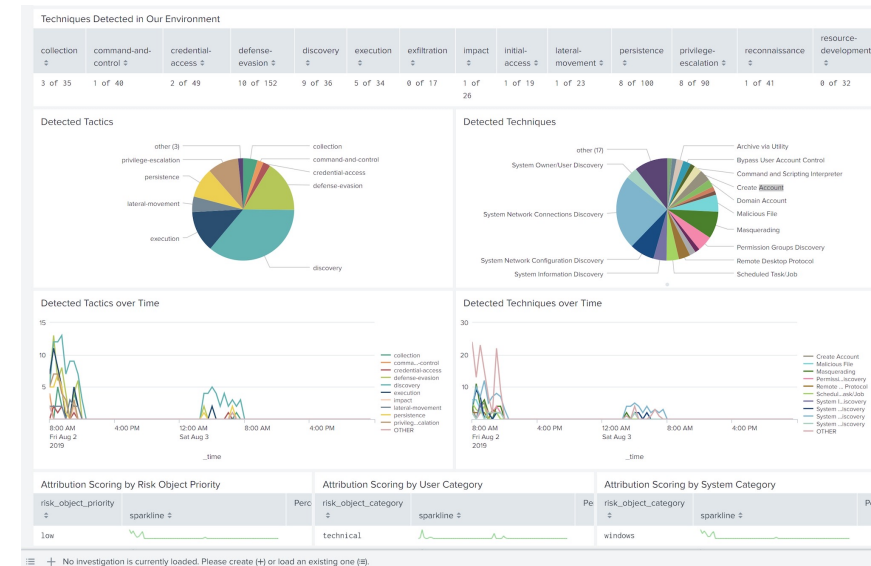 Techniques Detected in Our Environment
collection command-and-control credential-access defense-evasion discovery execution exfiltration impact initial-access lateral-movement persistence privilege-escalation reconnaissance resource-development
3 of 35 1 of 40 2 of 49 10 of 152 9 of 36 5 of 34 0 of 17 1 of 26 1 of 19 1 of 23 8 of 100 8 of 90 1 of 41 0 of 32
Detected Tactics
other (3)
privilege-escalation
persistence
lateral-movement
execution
collection
command-and-control
credential-access
defense-evasion
discovery
Detected Techniques
other (17)
System Owner/User Discovery
System Network Connections Discovery
System Network Configuration Discovery
System Information Discovery
Archive via Utility
Bypass User Account Control
Command and Scripting Interpreter
Create Account
Domain Account
Malicious File
Masquerading
Permission Groups Discovery
Remote Desktop Protocol
Scheduled Task/Job
Detected Tactics over Time
15
10
5
8:00 AM 4:00 PM 12:00 AM 8:00 AM 4:00 PM
Fri Aug 2 Sat Aug 3
2019
_time
collection
comma...-control
credential-access
defense-evasion
discovery
execution
impact
lateral-movement
persistence
privileg...calation
OTHER
Detected Techniques over Time
30
20
10
8:00 AM 4:00 PM 12:00 AM 8:00 AM 4:00 PM
Fri Aug 2 Sat Aug 3
2019
_time
Create Account
Malicious File
Masquerading
Permissi...iscovery
Remote ... Protocol
Schedul...ask/Job
System I...iscovery
System ...iscovery
System ...iscovery
System ...iscovery
OTHER
Attribution Scoring by Risk Object Priority
risk_object_priority sparkline Perc
low
Attribution Scoring by User Category
risk_object_category sparkline Pe
technical
Attribution Scoring by System Category
risk_object_category sparkline P
windows
No investigation is currently loaded. Please create (+) or load an existing one (≡).